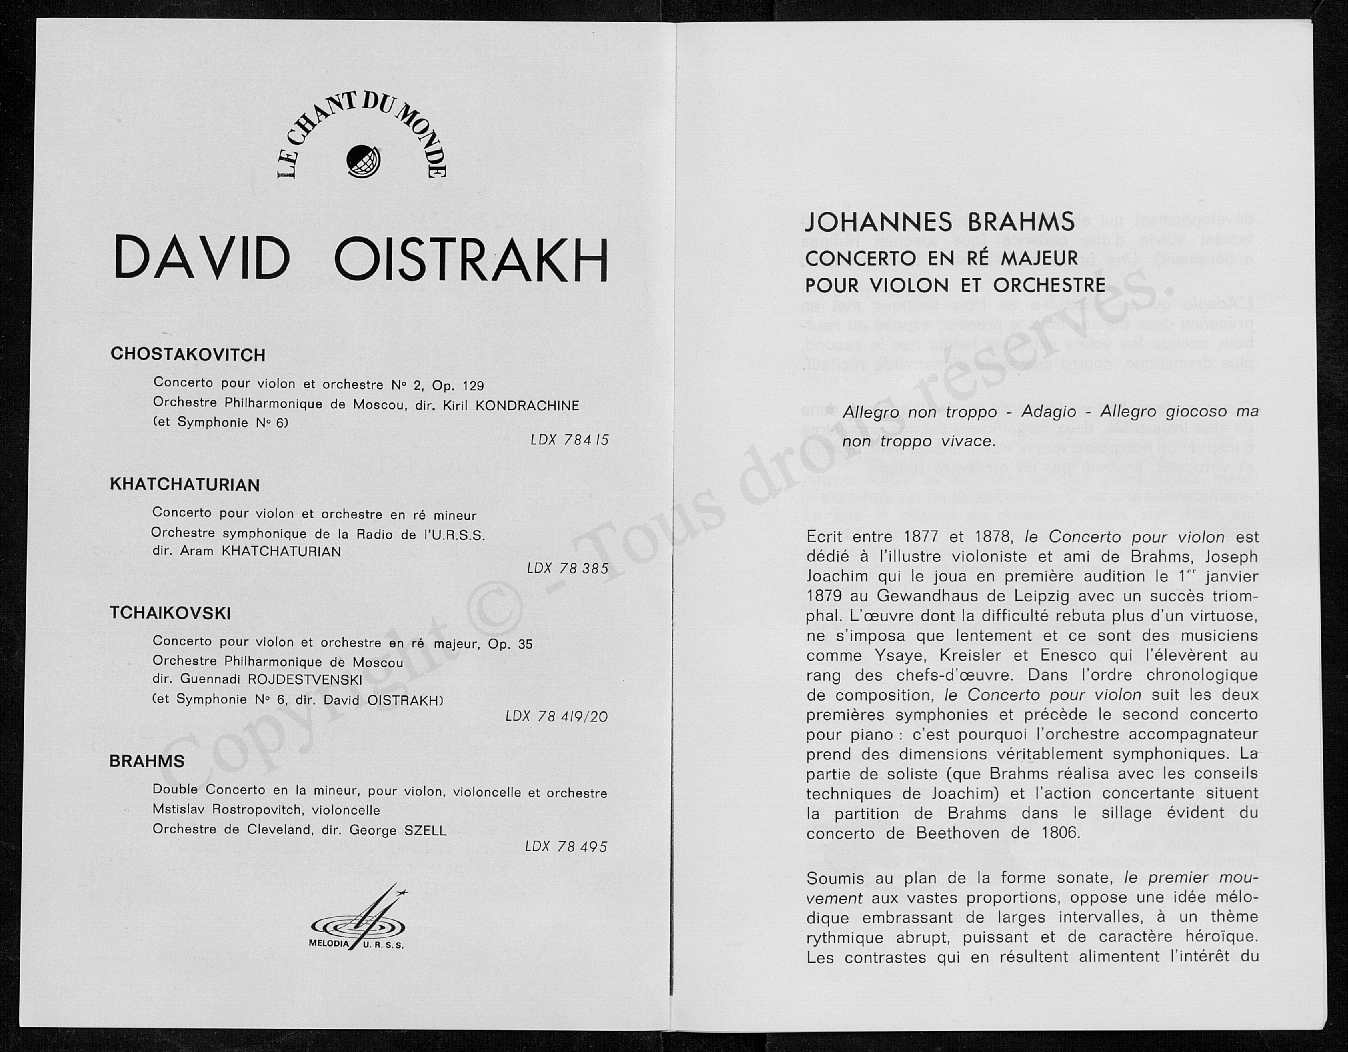 LE CHANT DU MONDE
DAVID OISTRAKH
CHOSTAKOVITCH
Concerto pour violon et orchestre N° 2, Op. 129
Orchestre Philharmonique de Moscou, dir. Kiril KONDRACHINE
(et Symphonie N° 6)
LDX 78415
KHATCHATURIAN
Concerto pour violon et orchestre en ré mineur
Orchestre symphonique de la Radio de l'U.R.S.S.
dir. Aram KHATCHATURIAN
LDX 78 385
TCHAIKOVSKI
Concerto pour violon et orchestre en ré majeur, Op. 35
Orchestre Philharmonique de Moscou
dir. Guennadi ROJDESTVENSKI
(et Symphonie N° 6, dir. David OISTRAKH)
LDX 78 419/20
BRAHMS
Double Concerto en la mineur, pour violon, violoncelle et orchestre
Mstislav Rostropovitch, violoncelle
Orchestre de Cleveland, dir. George SZELL
LDX 78 495
MELODIA U.R.S.S.
JOHANNES BRAHMS
CONCERTO EN RÉ MAJEUR
POUR VIOLON ET ORCHESTRE
Allegro non troppo - Adagio - Allegro giocoso ma
non troppo vivace.
Ecrit entre 1877 et 1878, le Concerto pour violon est
dédié à l'illustre violoniste et ami de Brahms, Joseph
Joachim qui le joua en première audition le 1er janvier
1879 au Gewandhaus de Leipzig avec un succès triom-
phal. L'œuvre dont la difficulté rebuta plus d'un virtuose,
ne s'imposa que lentement et ce sont des musiciens
comme Ysaye, Kreisler et Enesco qui l'élevèrent au
rang des chefs-d'œuvre. Dans l'ordre chronologique
de composition, le Concerto pour violon suit les deux
premières symphonies et précède le second concerto
pour piano : c'est pourquoi l'orchestre accompagnateur
prend des dimensions véritablement symphoniques. La
partie de soliste (que Brahms réalisa avec les conseils
techniques de Joachim) et l'action concertante situent
la partition de Brahms dans le sillage évident du
concerto de Beethoven de 1806.
Soumis au plan de la forme sonate, le premier mou-
vement aux vastes proportions, oppose une idée mélo-
dique embrassant de larges intervalles, à un thème
rythmique abrupt, puissant et de caractère héroïque.
Les contrastes qui en résultent alimentent l'intérêt du
Copyright © - Tous droits réservés.